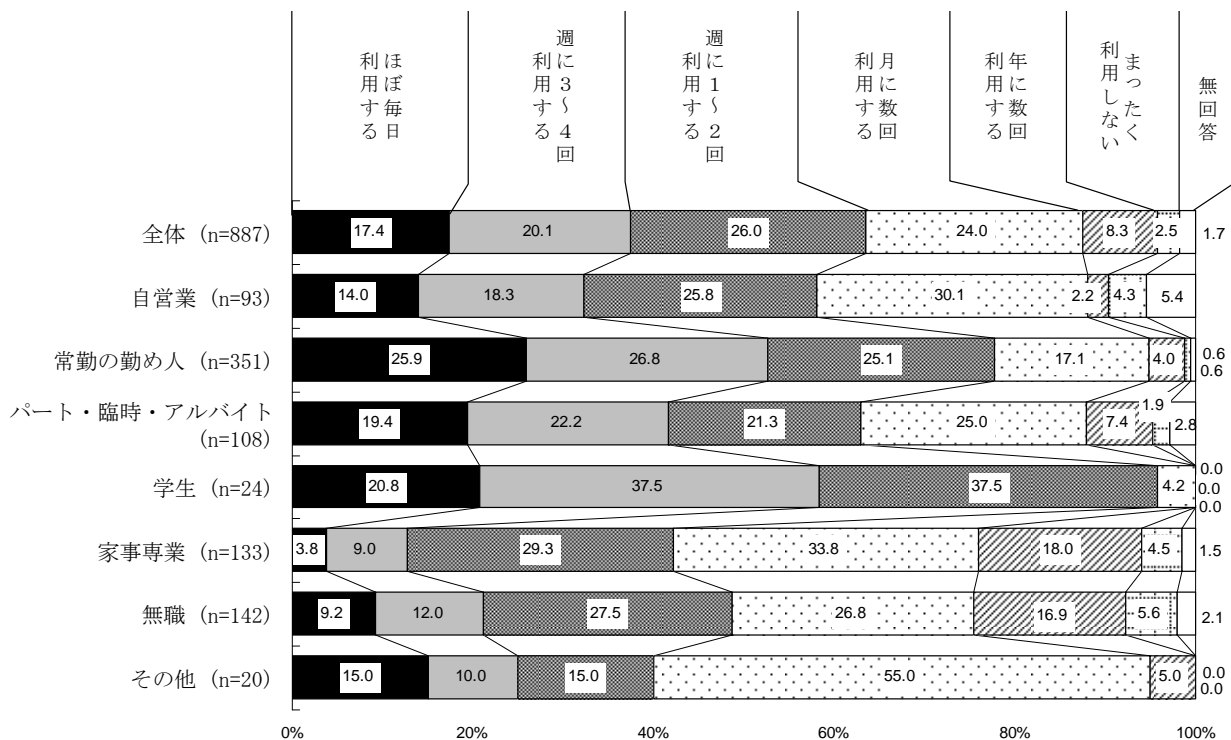 ほぼ毎日
利用する
週に３～４回
利用する
週に１～２回
利用する
月に数回
利用する
年に数回
利用する
まったく
利用しない
無回答
全体 (n=887)
17.4
20.1
26.0
24.0
8.3
2.5
1.7
自営業 (n=93)
14.0
18.3
25.8
30.1
2.2
4.3
5.4
常勤の勤め人 (n=351)
25.9
26.8
25.1
17.1
4.0
0.6
0.6
パート・臨時・アルバイト
(n=108)
19.4
22.2
21.3
25.0
7.4
1.9
2.8
学生 (n=24)
20.8
37.5
37.5
4.2
0.0
0.0
0.0
家事専業 (n=133)
3.8
9.0
29.3
33.8
18.0
4.5
1.5
無職 (n=142)
9.2
12.0
27.5
26.8
16.9
5.6
2.1
その他 (n=20)
15.0
10.0
15.0
55.0
5.0
0.0
0.0
0%
20%
40%
60%
80%
100%